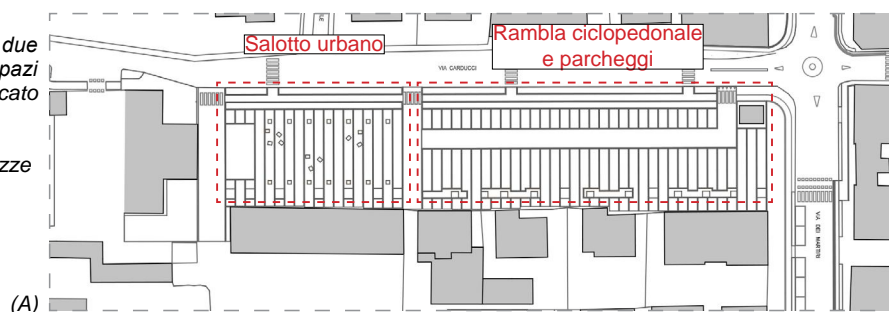 due
pazi
cato
zze
(A)
Salotto urbano
Rambla ciclopedonale
e parcheggi
VIA CARDUCCI
VIA DEI MARTIRI